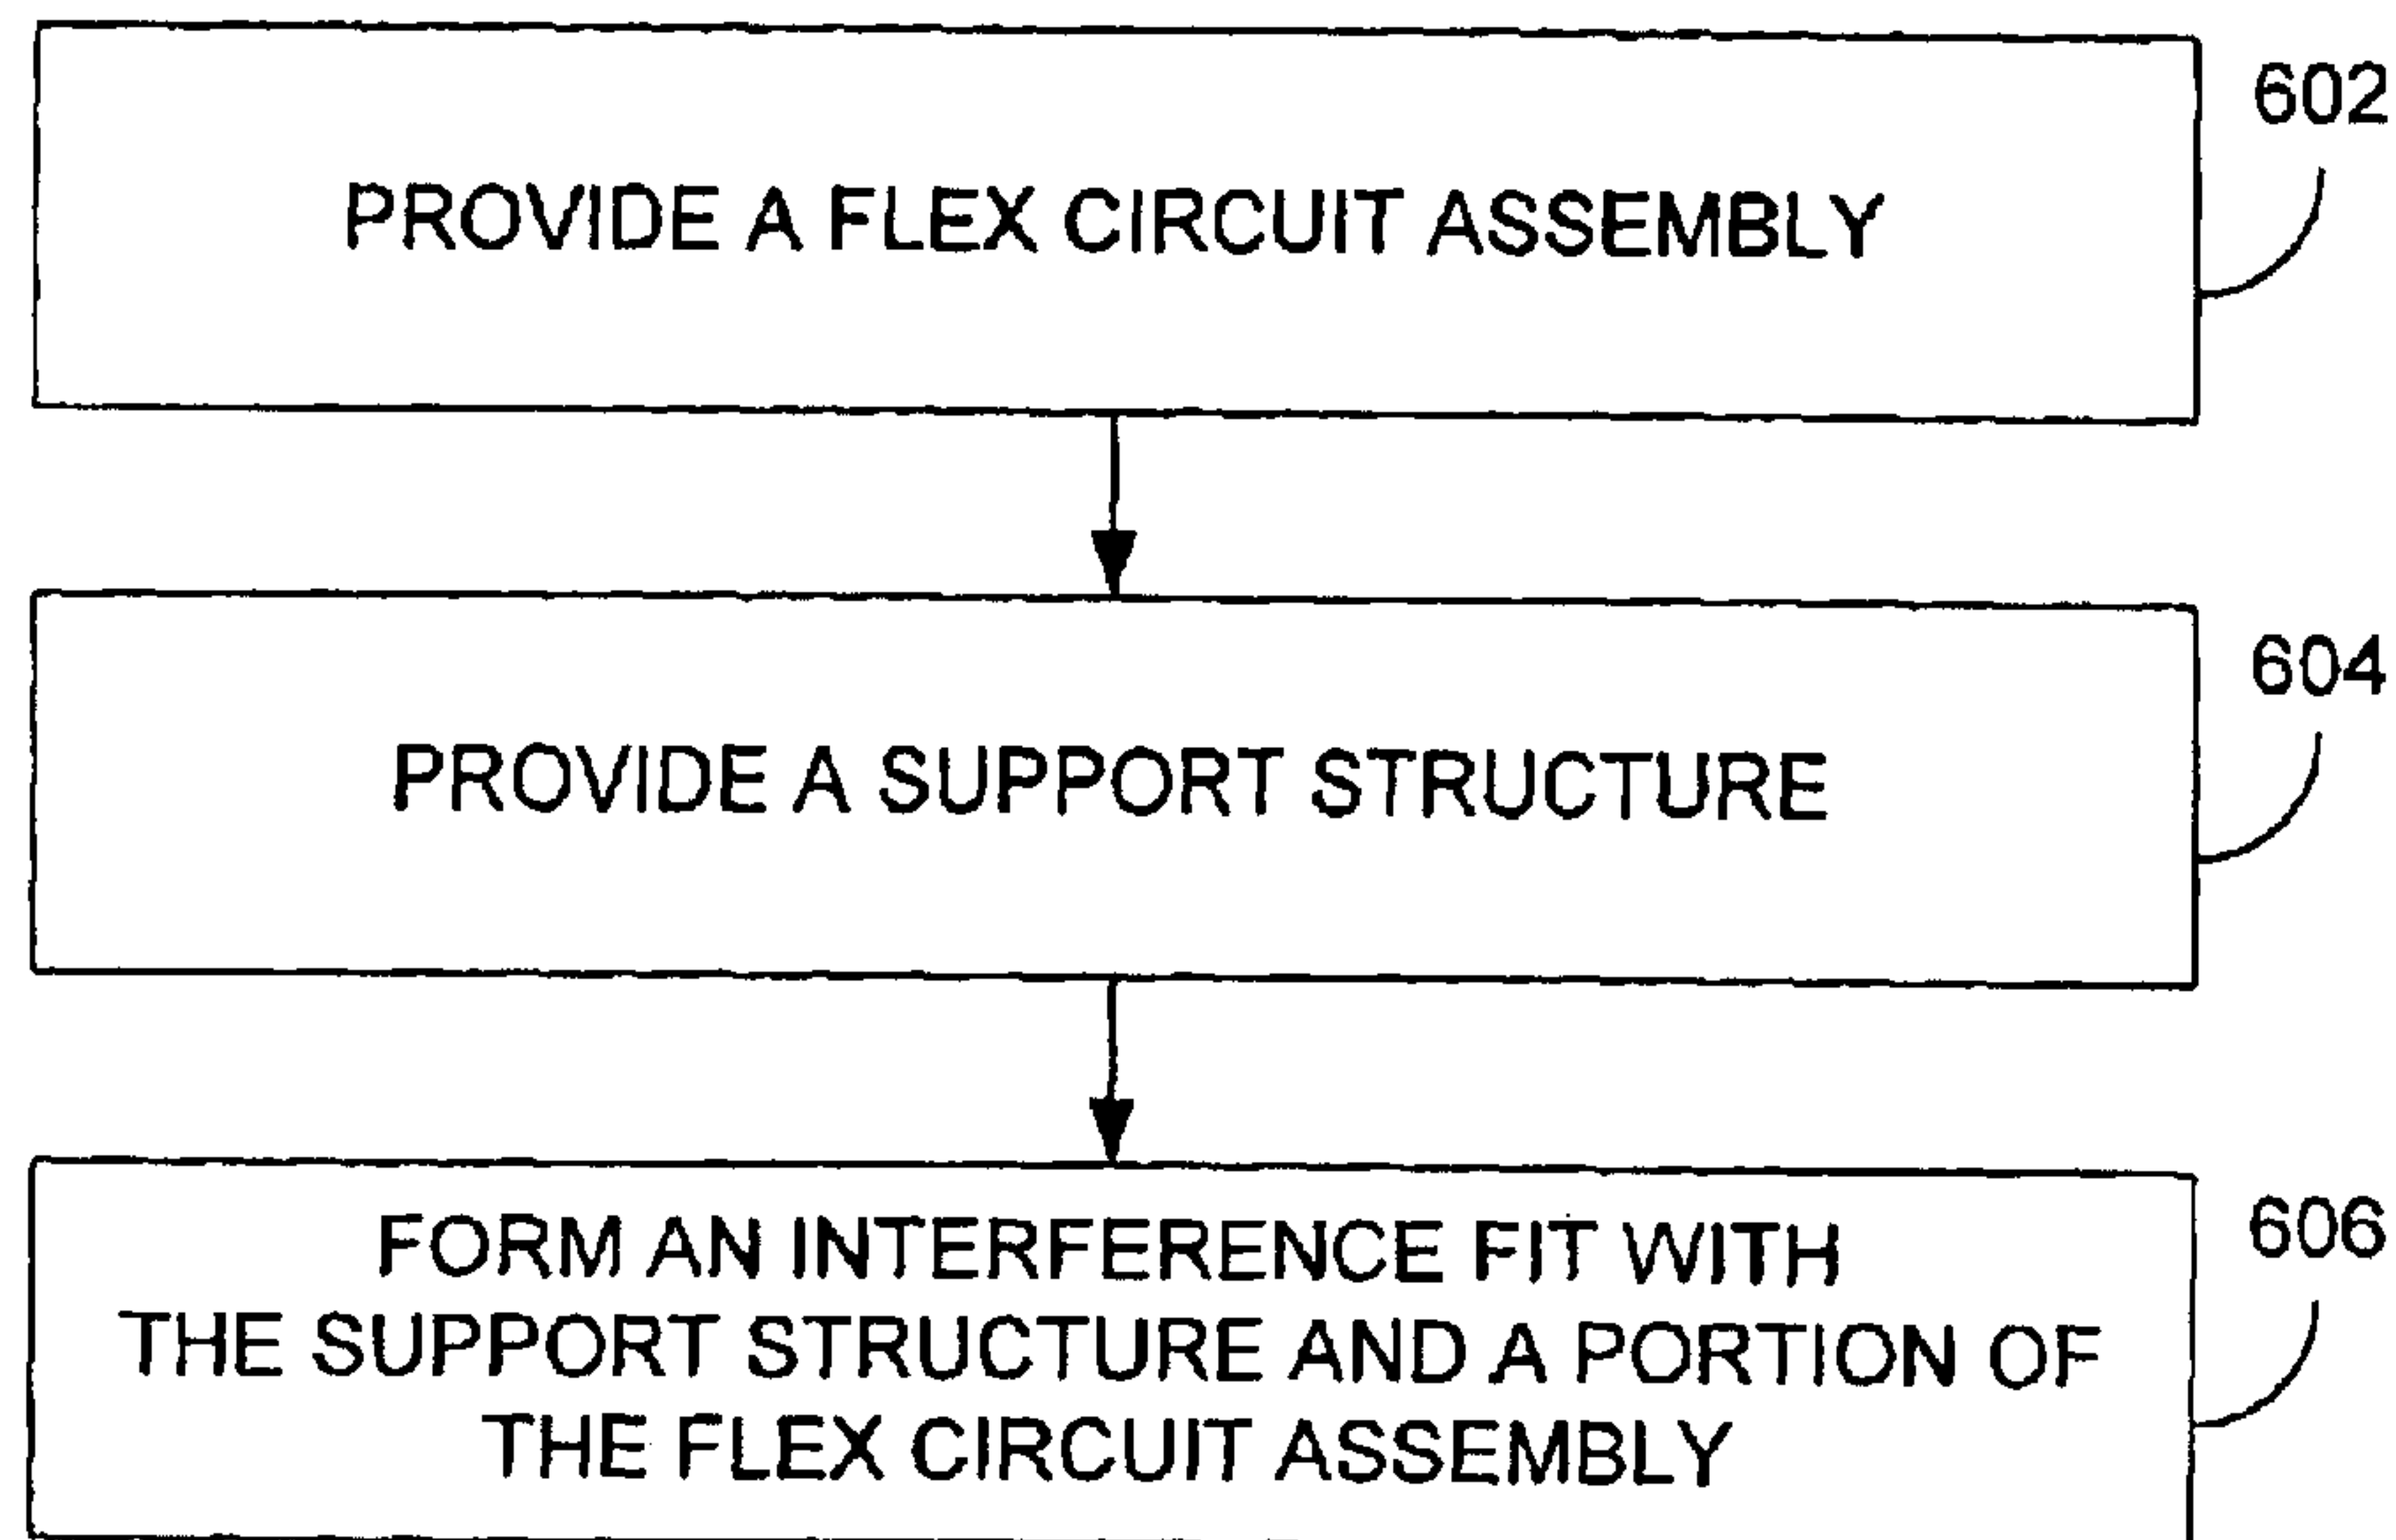 602
PROVIDE A FLEX CIRCUIT ASSEMBLY
604
PROVIDE A SUPPORT STRUCTURE
606
FORM AN INTERFERENCE FIT WITH
THE SUPPORT STRUCTURE AND A PORTION OF
THE FLEX CIRCUIT ASSEMBLY